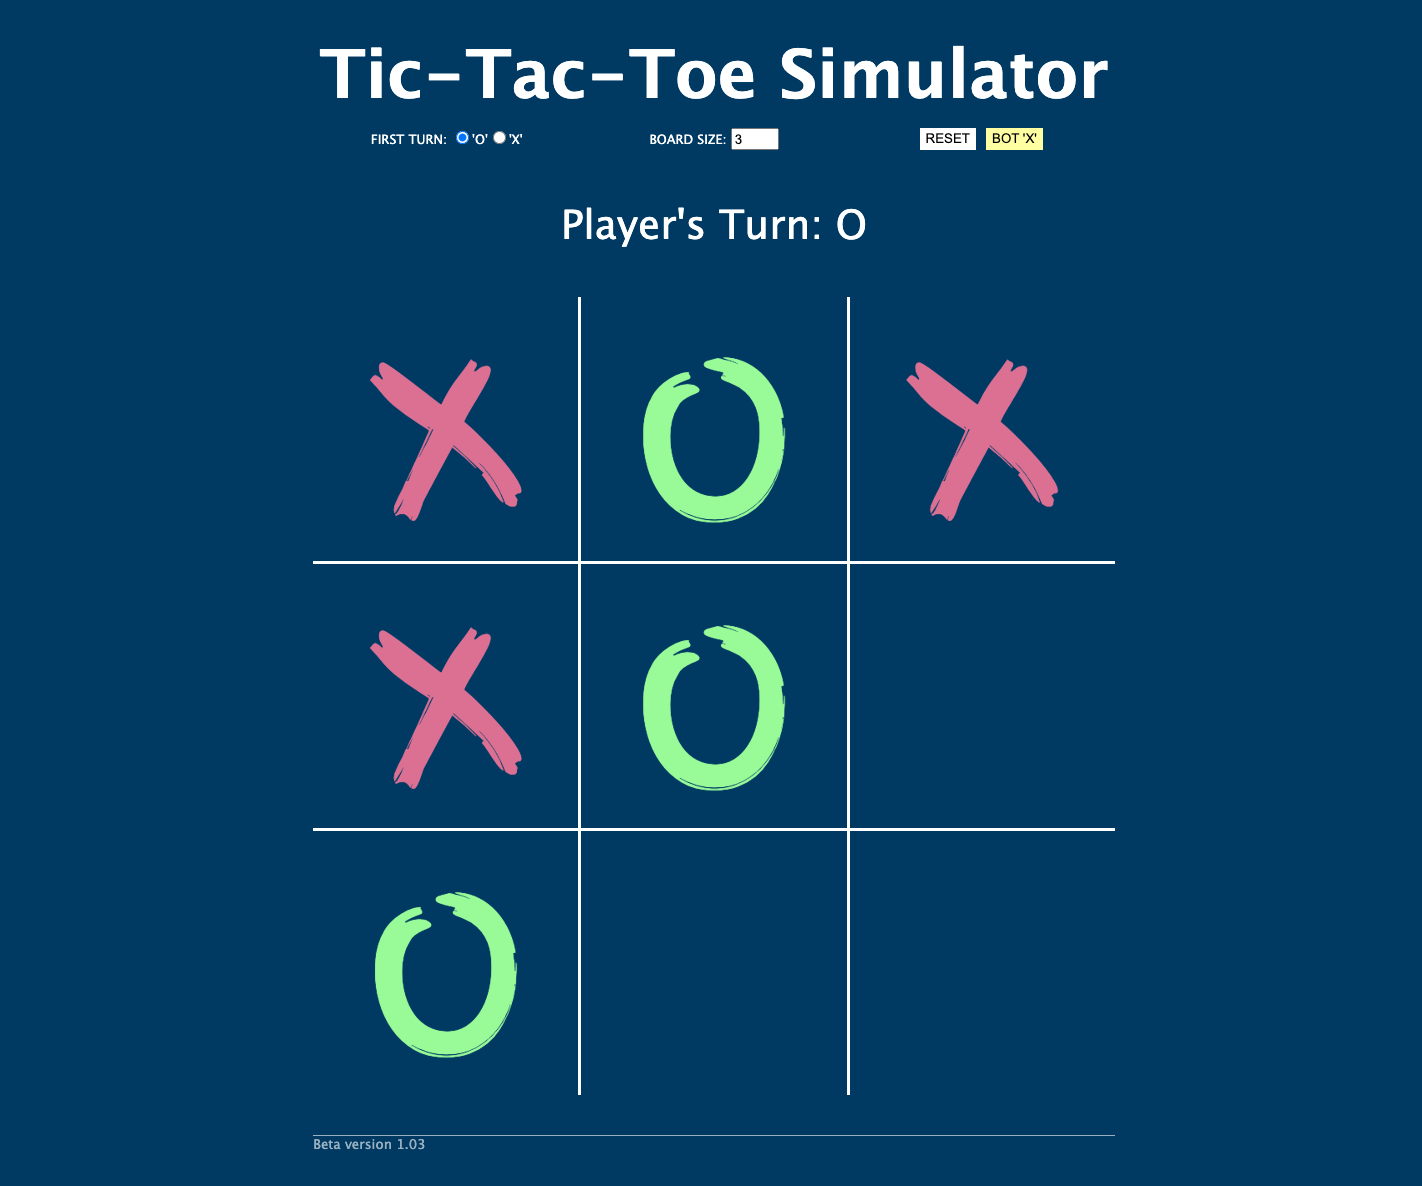 Tic-Tac-Toe Simulator
FIRST TURN: 'O' 'X' BOARD SIZE: 3 RESET BOT 'X'
Player's Turn: O
X O X
X O
O
Beta version 1.03